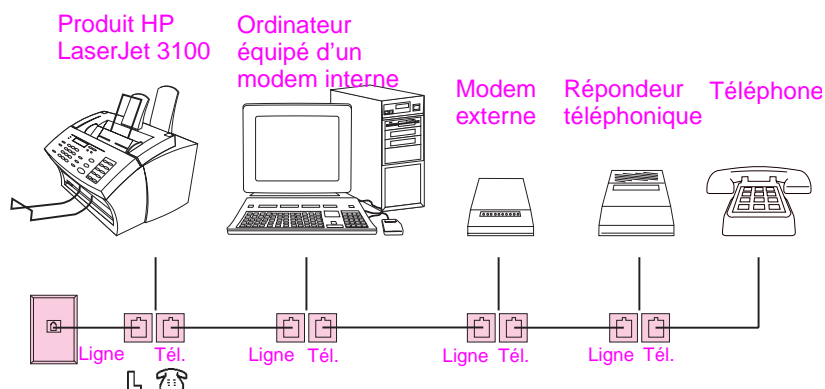 Produit HP
LaserJet 3100
Ordinateur
équipé d'un
modem interne
Modem
externe
Répondeur
téléphonique
Téléphone
Ligne Tél.
Ligne Tél.
Ligne Tél.
Ligne Tél.